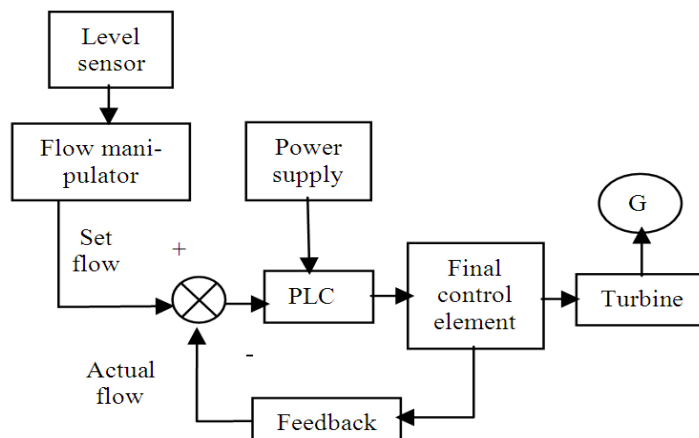 Level
sensor
Flow mani-
pulator
Power
supply
G
Set
flow
+
PLC
Final
control
element
Turbine
-
Actual
flow
Feedback